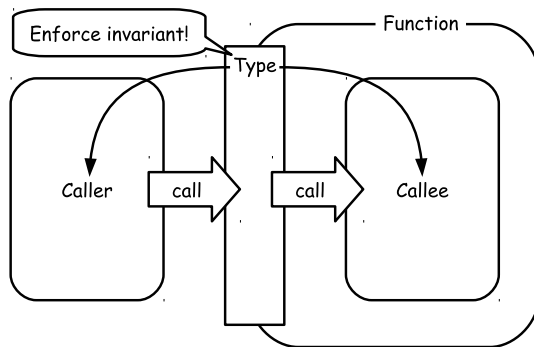 Function
Enforce invariant!
Type
Caller
call
call
Callee